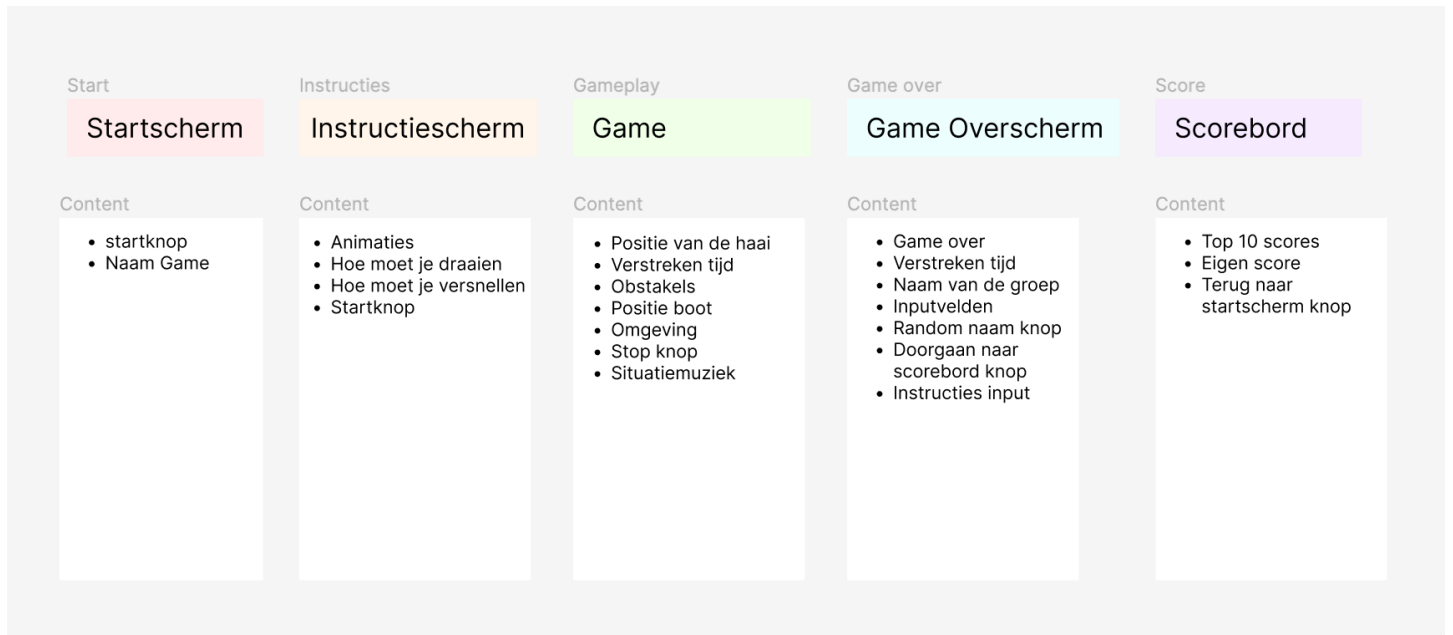 Start
Startscherm
Content
• startknop
• Naam Game
Instructies
Instructiescherm
Content
• Animaties
• Hoe moet je draaien
• Hoe moet je versnellen
• Startknop
Gameplay
Game
Content
• Positie van de haai
• Verstreken tijd
• Obstakels
• Positie boot
• Omgeving
• Stop knop
• Situatiemuziek
Game over
Game Overscherm
Content
• Game over
• Verstreken tijd
• Naam van de groep
• Inputvelden
• Random naam knop
• Doorgaan naar
scorebord knop
• Instructies input
Score
Scorebord
Content
• Top 10 scores
• Eigen score
• Terug naar
startscherm knop